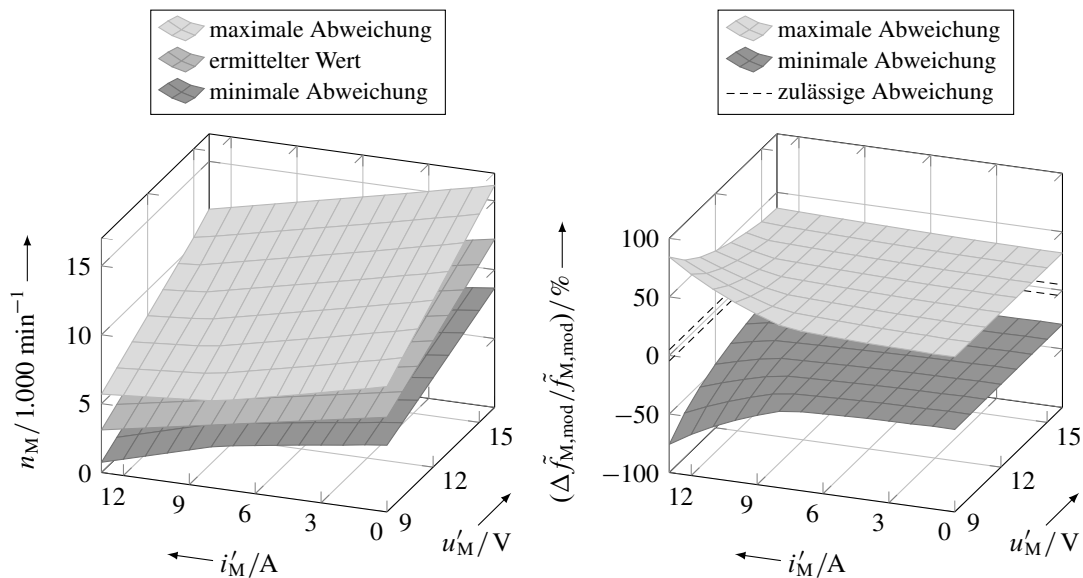 maximale Abweichung
ermittelter Wert
minimale Abweichung
n_M / 1.000 min⁻¹
15
10
5
0
12
9
6
3
0
9
12
15
i′_M/A
u′_M/ V
maximale Abweichung
minimale Abweichung
zulässige Abweichung
(Δf̃_M,mod/f̃_M,mod)/%
100
50
0
−50
−100
12
9
6
3
0
9
12
15
i′_M/A
u′_M/ V